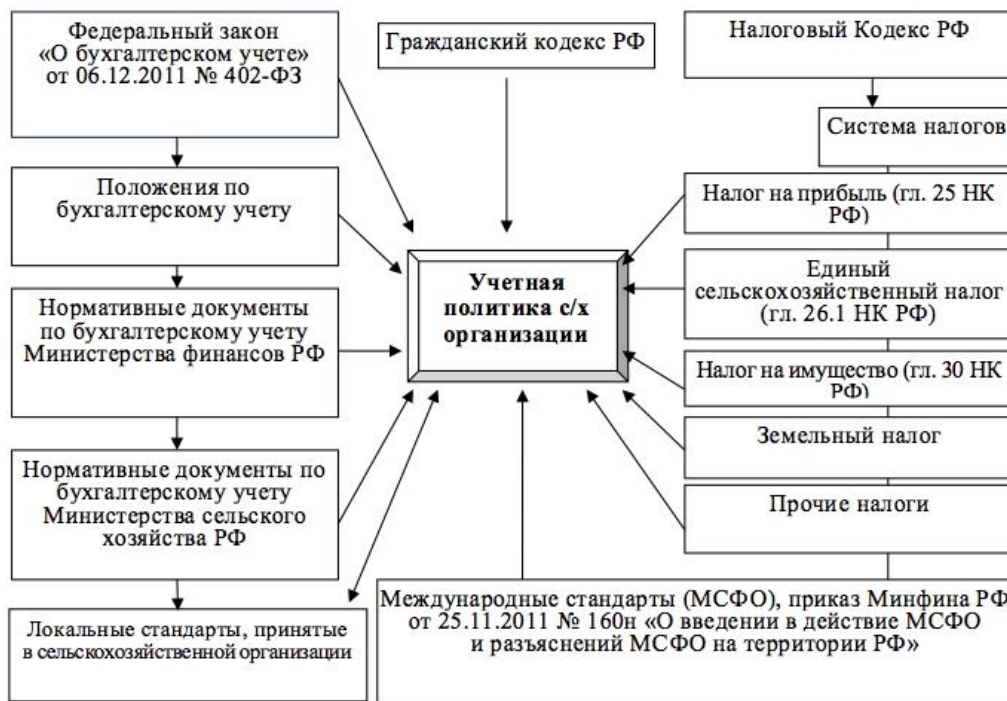 Федеральный закон
«О бухгалтерском учете»
от 06.12.2011 № 402-ФЗ
Гражданский кодекс РФ
Налоговый Кодекс РФ
Система налогов
Положения по
бухгалтерскому учету
Налог на прибыль (гл. 25 НК
РФ)
Учетная
политика с/х
организации
Единый
сельскохозяйственный налог
(гл. 26.1 НК РФ)
Нормативные документы
по бухгалтерскому учету
Министерства финансов РФ
Налог на имущество (гл. 30 НК
РФ)
Земельный налог
Нормативные документы по
бухгалтерскому учету
Министерства сельского
хозяйства РФ
Прочие налоги
Локальные стандарты, принятые
в сельскохозяйственной организации
Международные стандарты (МСФО), приказ Минфина РФ
от 25.11.2011 № 160н «О введении в действие МСФО
и разъяснений МСФО на территории РФ»